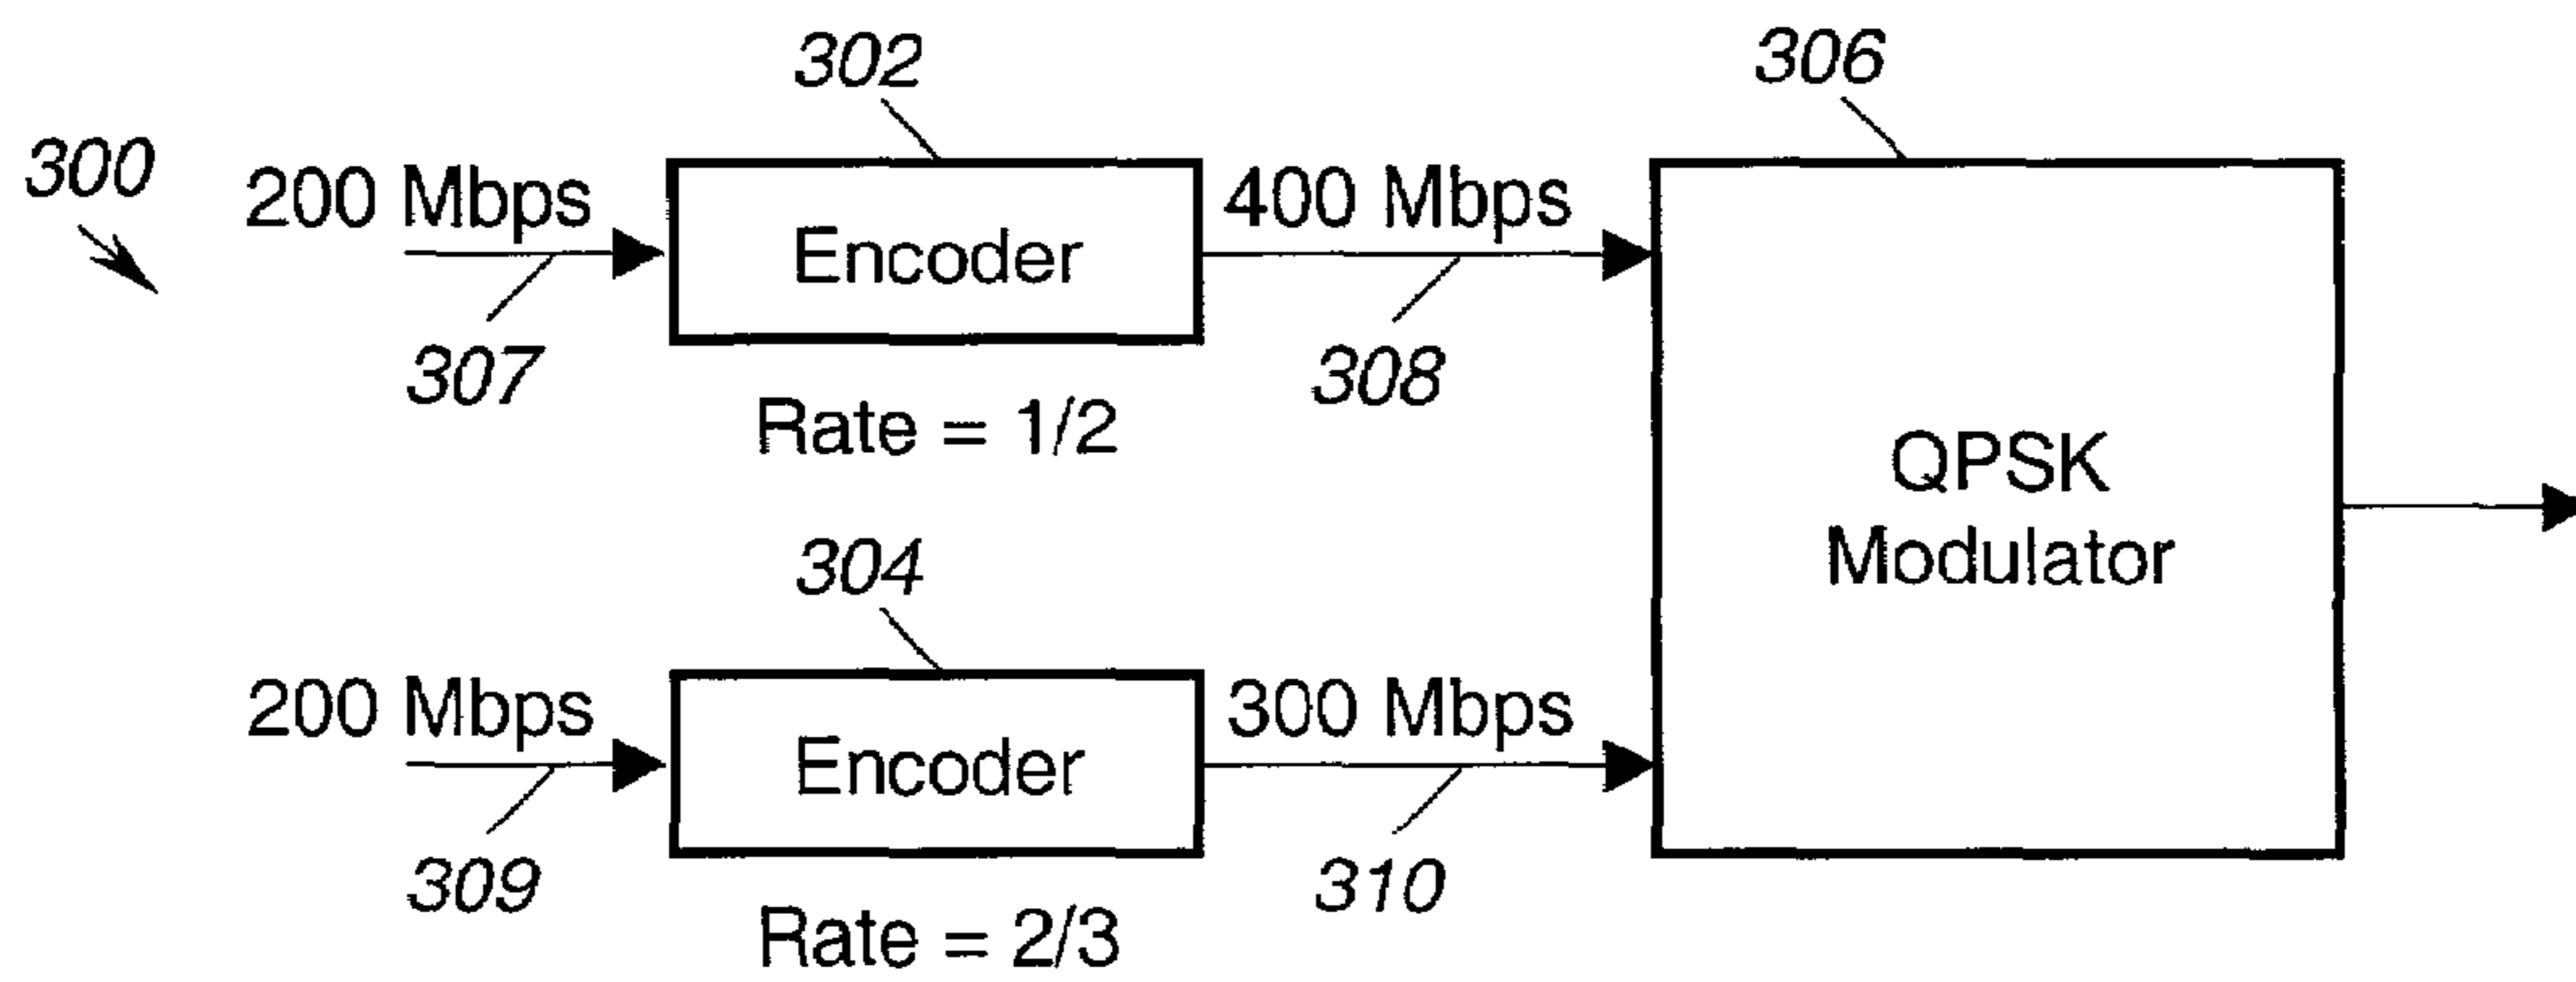 302
306
300
200 Mbps
400 Mbps
Encoder
307
308
Rate = 1/2
QPSK
Modulator
304
200 Mbps
300 Mbps
Encoder
309
310
Rate = 2/3